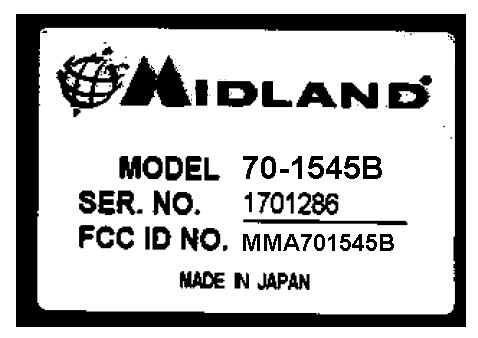 MIDLAND
MODEL 70-1545B
SER. NO. 1701286
FCC ID NO. MMA701545B
MADE IN JAPAN